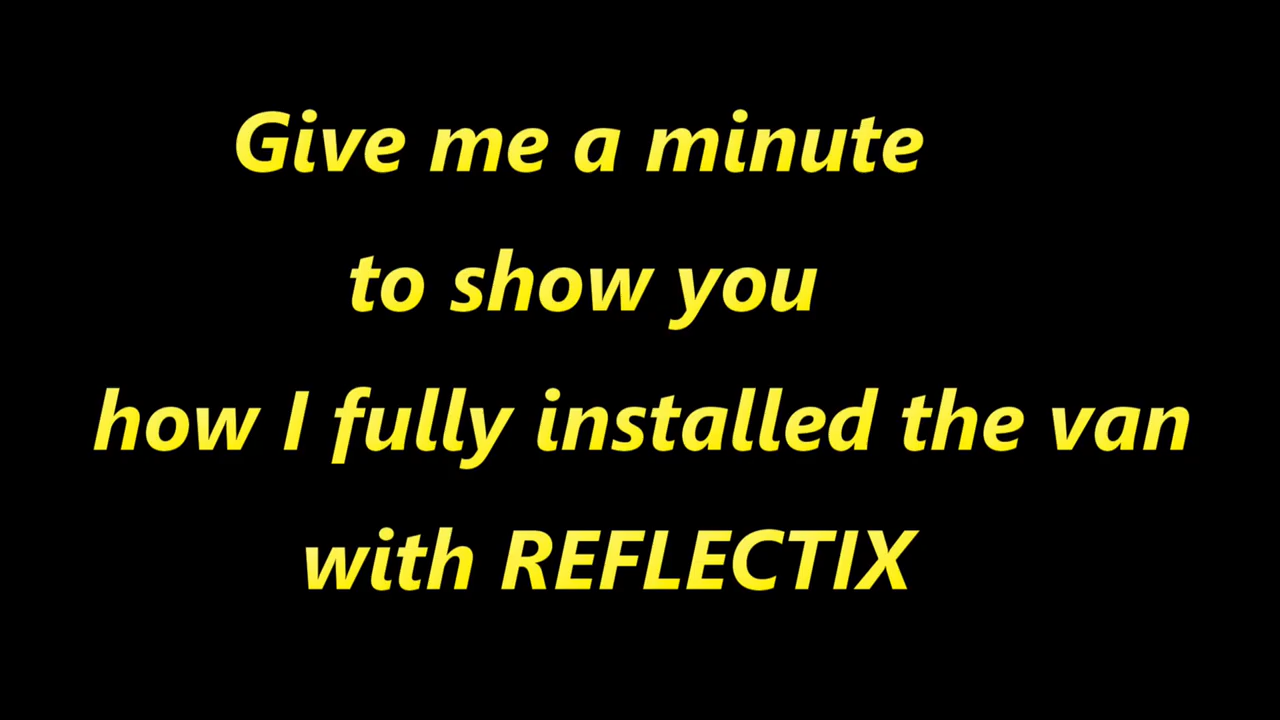 Give me a minute
to show you
how I fully installed the van
with REFLECTIX